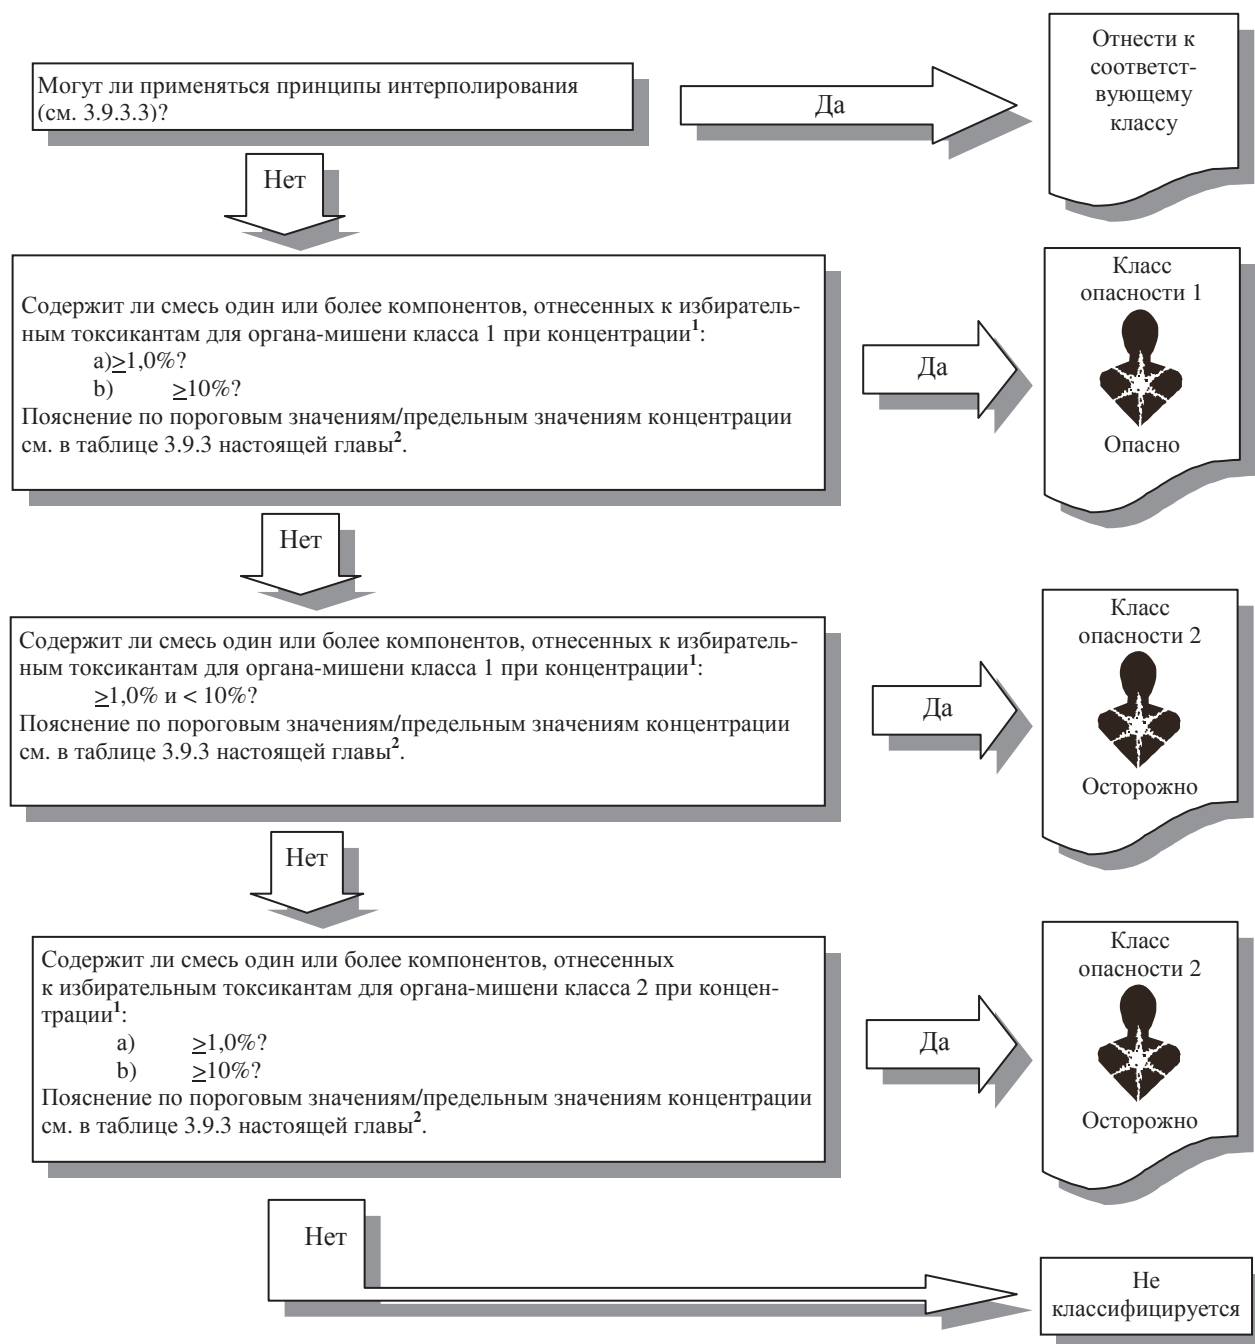 Могут ли применяться принципы интерполирования
(см. 3.9.3.3)?
Да
Отнести к
соответст-
вующему
классу
Нет
Содержит ли смесь один или более компонентов, отнесенных к избиратель-
ным токсикантам для органа-мишени класса 1 при концентрации¹:
a)≥1,0%?
b) ≥10%?
Пояснение по пороговым значениям/предельным значениям концентрации
см. в таблице 3.9.3 настоящей главы².
Да
Класс
опасности 1
Опасно
Нет
Содержит ли смесь один или более компонентов, отнесенных к избиратель-
ным токсикантам для органа-мишени класса 1 при концентрации¹:
≥1,0% и < 10%?
Пояснение по пороговым значениям/предельным значениям концентрации
см. в таблице 3.9.3 настоящей главы².
Да
Класс
опасности 2
Осторожно
Нет
Содержит ли смесь один или более компонентов, отнесенных
к избирательным токсикантам для органа-мишени класса 2 при концен-
трации¹:
a) ≥1,0%?
b) ≥10%?
Пояснение по пороговым значениям/предельным значениям концентрации
см. в таблице 3.9.3 настоящей главы².
Да
Класс
опасности 2
Осторожно
Нет
Не
классифицируется